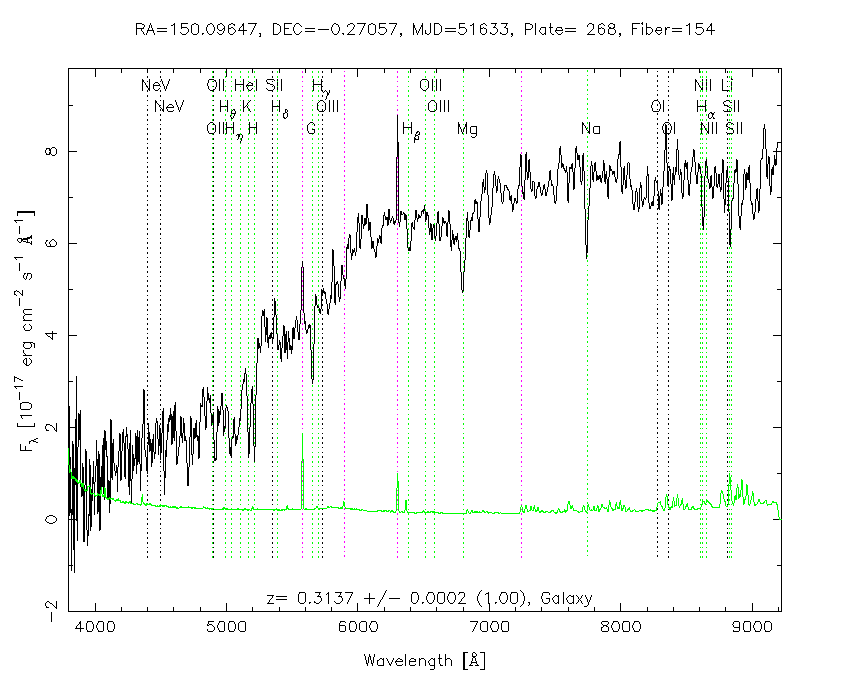 RA=150.09647, DEC=−0.27057, MJD=51633, Plate= 268, Fiber=154
NeV OII HeI SII Hγ OIII NII Li
NeV Hϑ K Hδ OIII OIII OI Hα SII
OII Hη H G Hβ Mg Na OI NII SII
8
6
4
2
0
−2
Fλ [10⁻¹⁷ erg cm⁻² s⁻¹ Å⁻¹]
z= 0.3137 +/− 0.0002 (1.00), Galaxy
4000 5000 6000 7000 8000 9000
Wavelength [Å]